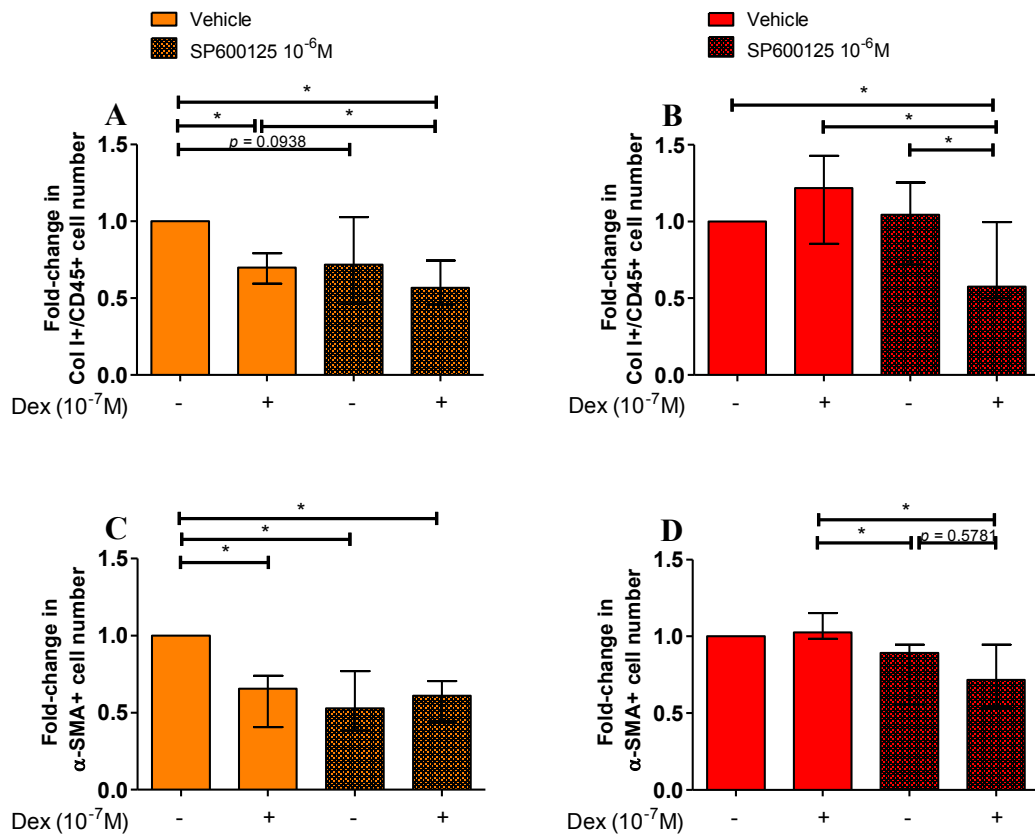 Vehicle
SP600125 10⁻⁶M
Vehicle
SP600125 10⁻⁶M
A
*
*
*
p = 0.0938
Fold-change in
Col I+/CD45+ cell number
1.5
1.0
0.5
0.0
Dex (10⁻⁷M)
- + - +
B
*
*
*
Fold-change in
Col I+/CD45+ cell number
1.5
1.0
0.5
0.0
Dex (10⁻⁷M)
- + - +
C
*
*
*
Fold-change in
α-SMA+ cell number
1.5
1.0
0.5
0.0
Dex (10⁻⁷M)
- + - +
D
*
*
p = 0.5781
Fold-change in
α-SMA+ cell number
1.5
1.0
0.5
0.0
Dex (10⁻⁷M)
- + - +